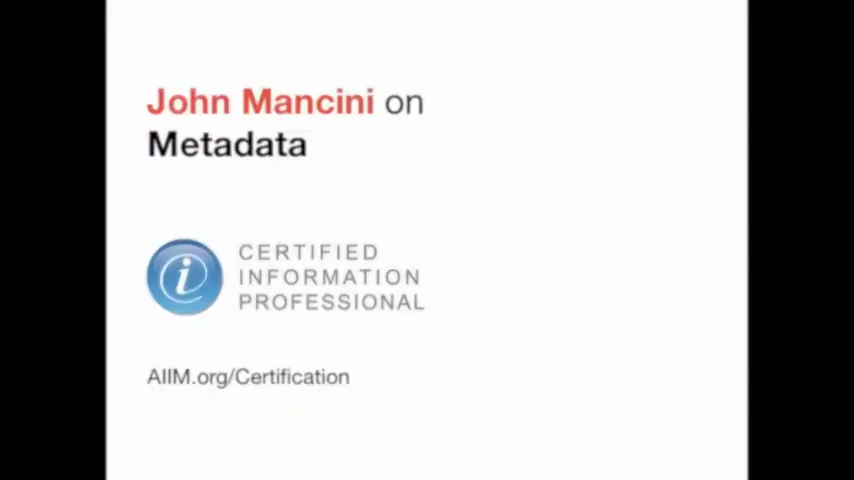 John Mancini on
Metadata
i
CERTIFIED
INFORMATION
PROFESSIONAL
AIIM.org/Certification